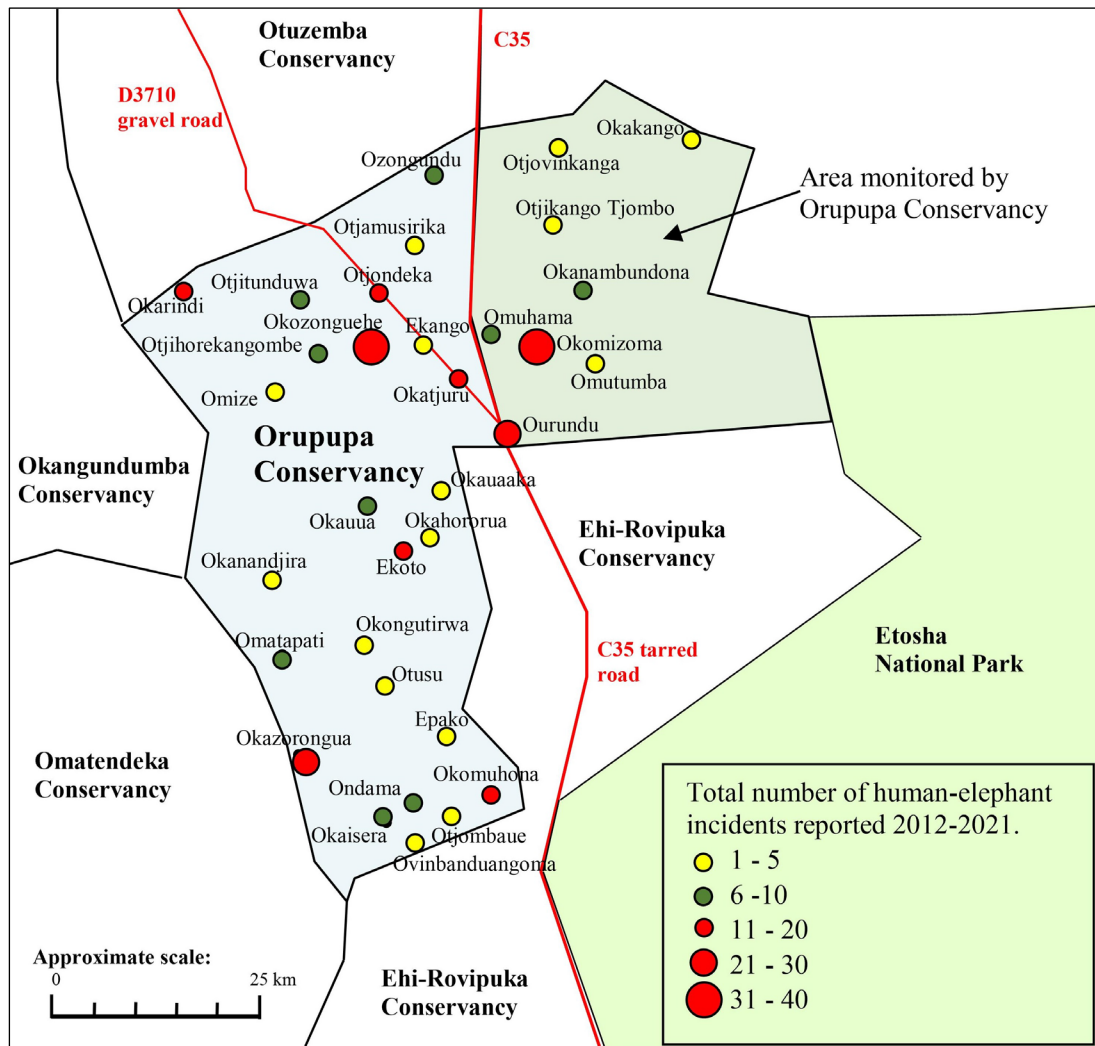 Otuzemba
Conservancy
C35
D3710
gravel road
Okakango
Otjovinkanga
Ozongundu
Area monitored by
Orupupa Conservancy
Otjikango Tjombo
Otjamusirika
Otjitunduwa
Otjondeka
Okanambundona
Okarindi
Okozonguehe
Ekango
Omuhama
Otjihorekangombe
Okomizoma
Omutumba
Omize
Okatjuru
Ourundu
Orupupa
Conservancy
Okangundumba
Conservancy
Okauaaka
Okauua
Okahororua
Ehi-Rovipuka
Conservancy
Ekoto
Okanandjira
Okongutirwa
Omatapati
C35 tarred
road
Etosha
National Park
Otusu
Epako
Okazorongua
Omatendeka
Conservancy
Okomuhona
Ondama
Okaisera
Otjombaue
Ovinbanduangoma
Total number of human-elephant
incidents reported 2012-2021.
1 - 5
6 -10
11 - 20
21 - 30
31 - 40
Approximate scale:
0 25 km
Ehi-Rovipuka
Conservancy